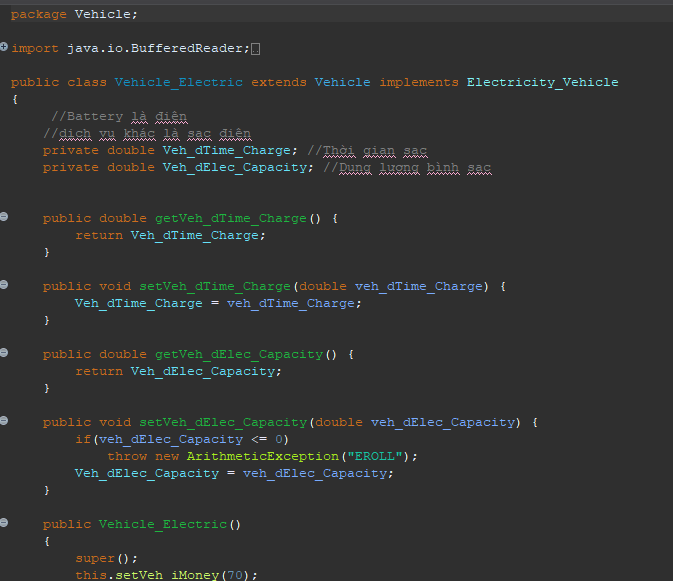 package Vehicle;
import java.io.BufferedReader;
public class Vehicle_Electric extends Vehicle implements Electricity_Vehicle
{
//Battery là điện
//dịch vụ khác là sạc điện
private double Veh_dTime_Charge; //Thời gian sạc
private double Veh_dElec_Capacity; //Dung lượng bình sạc
public double getVeh_dTime_Charge() {
return Veh_dTime_Charge;
}
public void setVeh_dTime_Charge(double veh_dTime_Charge) {
Veh_dTime_Charge = veh_dTime_Charge;
}
public double getVeh_dElec_Capacity() {
return Veh_dElec_Capacity;
}
public void setVeh_dElec_Capacity(double veh_dElec_Capacity) {
if(veh_dElec_Capacity <= 0)
throw new ArithmeticException("EROLL");
Veh_dElec_Capacity = veh_dElec_Capacity;
}
public Vehicle_Electric()
{
super();
this.setVeh_iMoney(70);